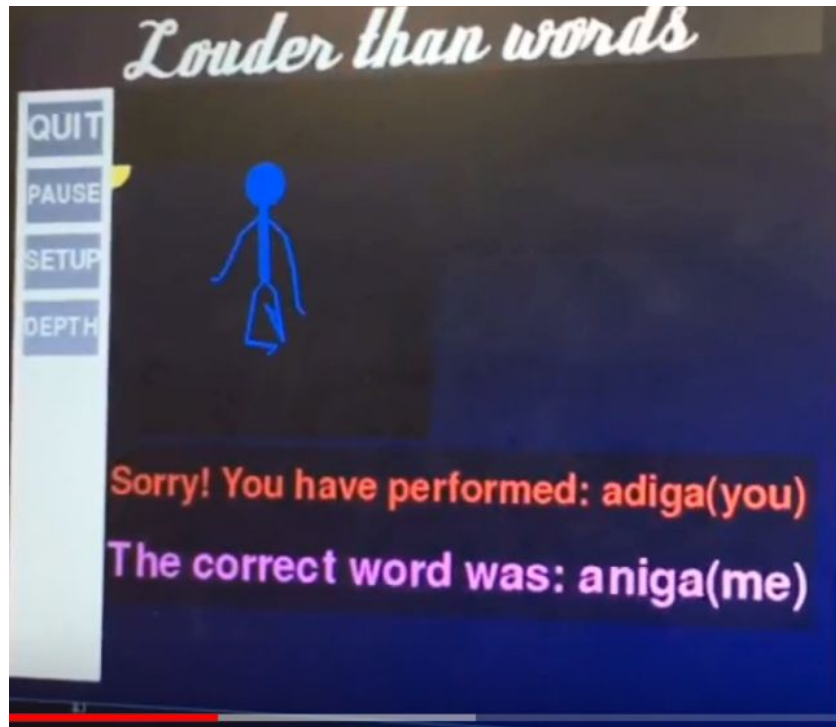 Louder than words
QUIT
PAUSE
SETUP
DEPTH
Sorry! You have performed: adiga(you)
The correct word was: aniga(me)